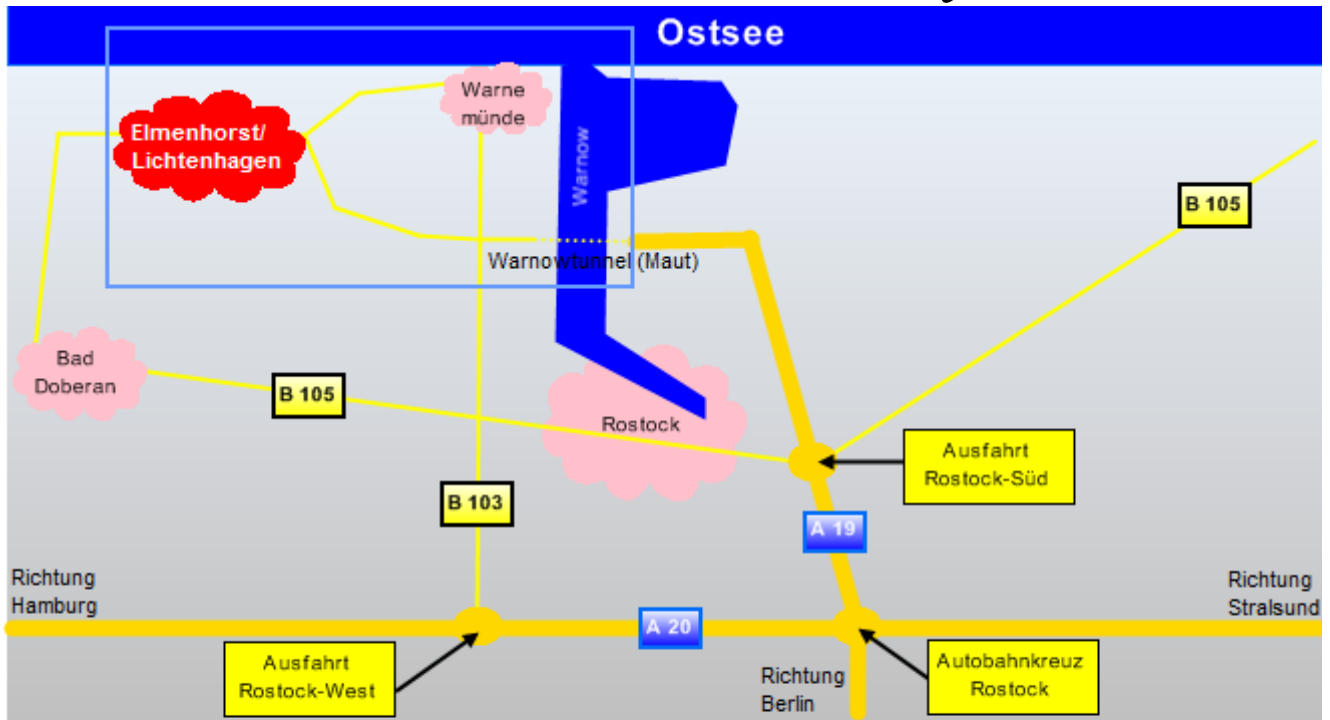 Ostsee
Warne
münde
Elmenhorst/
Lichtenhagen
Warnow
B 105
Warnowtunnel (Maut)
Bad
Doberan
B 105
Rostock
Ausfahrt
Rostock-Süd
B 103
A 19
Richtung
Hamburg
Richtung
Stralsund
A 20
Ausfahrt
Rostock-West
Autobahnkreuz
Rostock
Richtung
Berlin